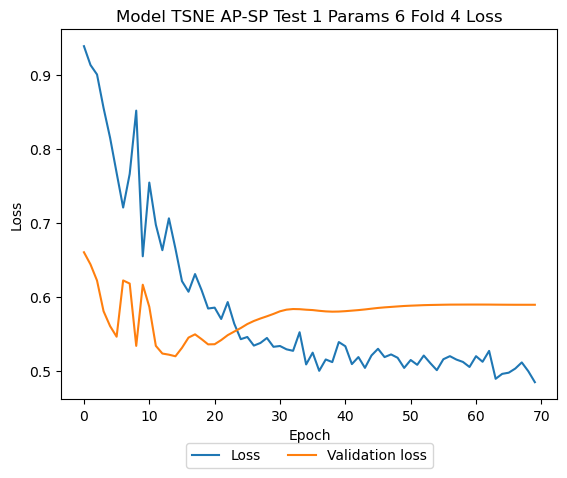 Model TSNE AP-SP Test 1 Params 6 Fold 4 Loss
Loss
0.9
0.8
0.7
0.6
0.5
0 10 20 30 40 50 60 70
Epoch
Loss Validation loss